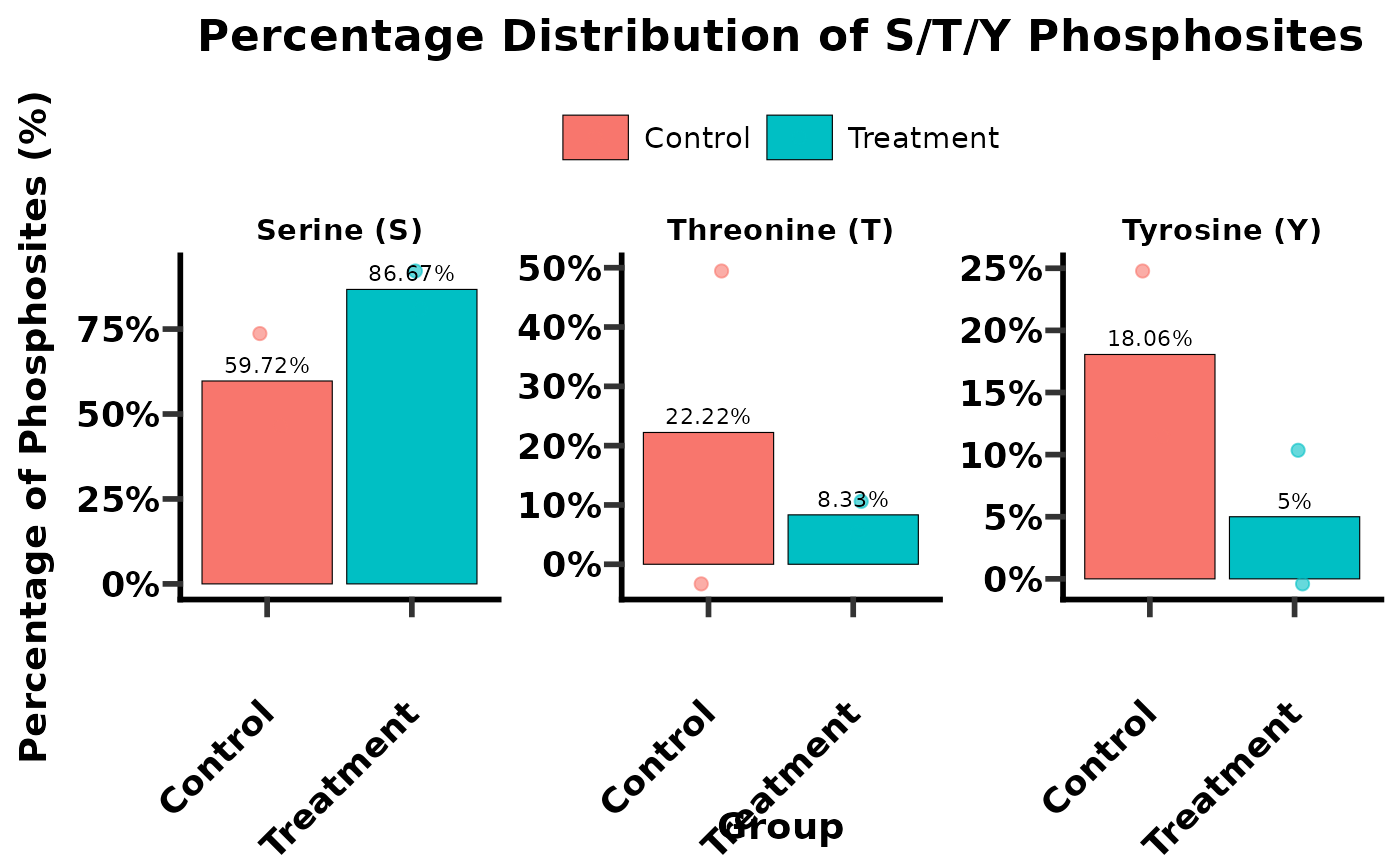 Percentage Distribution of S/T/Y Phosphosites
Control
Treatment
Percentage of Phosphosites (%)
Serine (S)
75%
50%
25%
0%
59.72%
86.67%
Control
Treatment
Threonine (T)
50%
40%
30%
20%
10%
0%
22.22%
8.33%
Control
Treatment
Tyrosine (Y)
25%
20%
15%
10%
5%
0%
18.06%
5%
Control
Treatment
Group